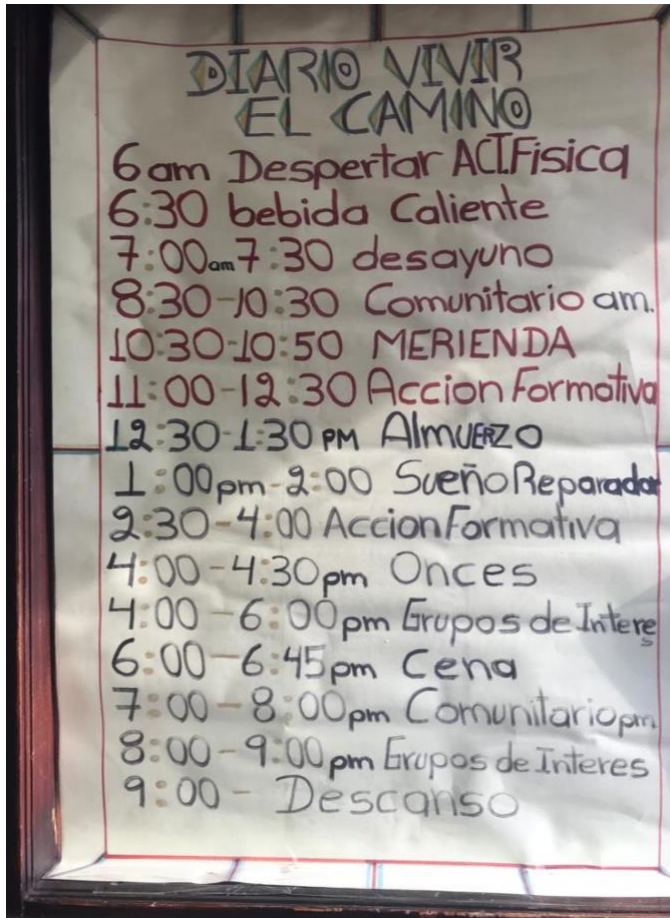 DIARIO VIVIR
EL CAMINO
6am Despertar ACT.Fisica
6:30 bebida Caliente
7:00am 7:30 desayuno
8:30-10:30 Comunitario am.
10:30-10:50 MERIENDA
11:00-12:30 Accion Formativa
12:30-1:30 PM AlmUERZO
1:00pm-2:00 Sueño Reparador
2:30-4:00 Accion Formativa
4:00-4:30pm Onces
4:00-6:00pm Grupos de Interes
6:00-6:45pm Cena
7:00-8:00pm Comunitario pm.
8:00-9:00 pm Grupos de Interes
9:00- Descanso